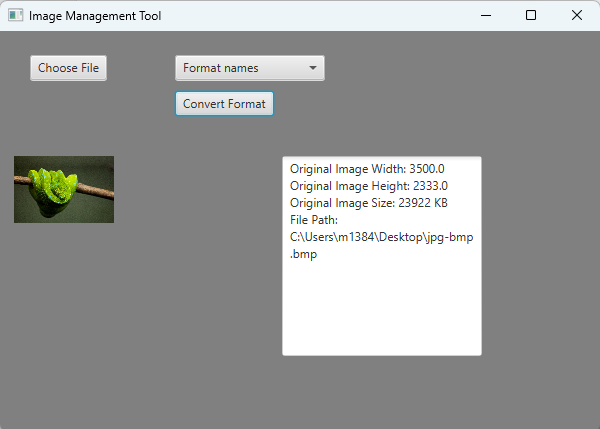 Image Management Tool
Choose File
Format names
Convert Format
Original Image Width: 3500.0
Original Image Height: 2333.0
Original Image Size: 23922 KB
File Path:
C:\Users\m1384\Desktop\jpg-bmp
.bmp